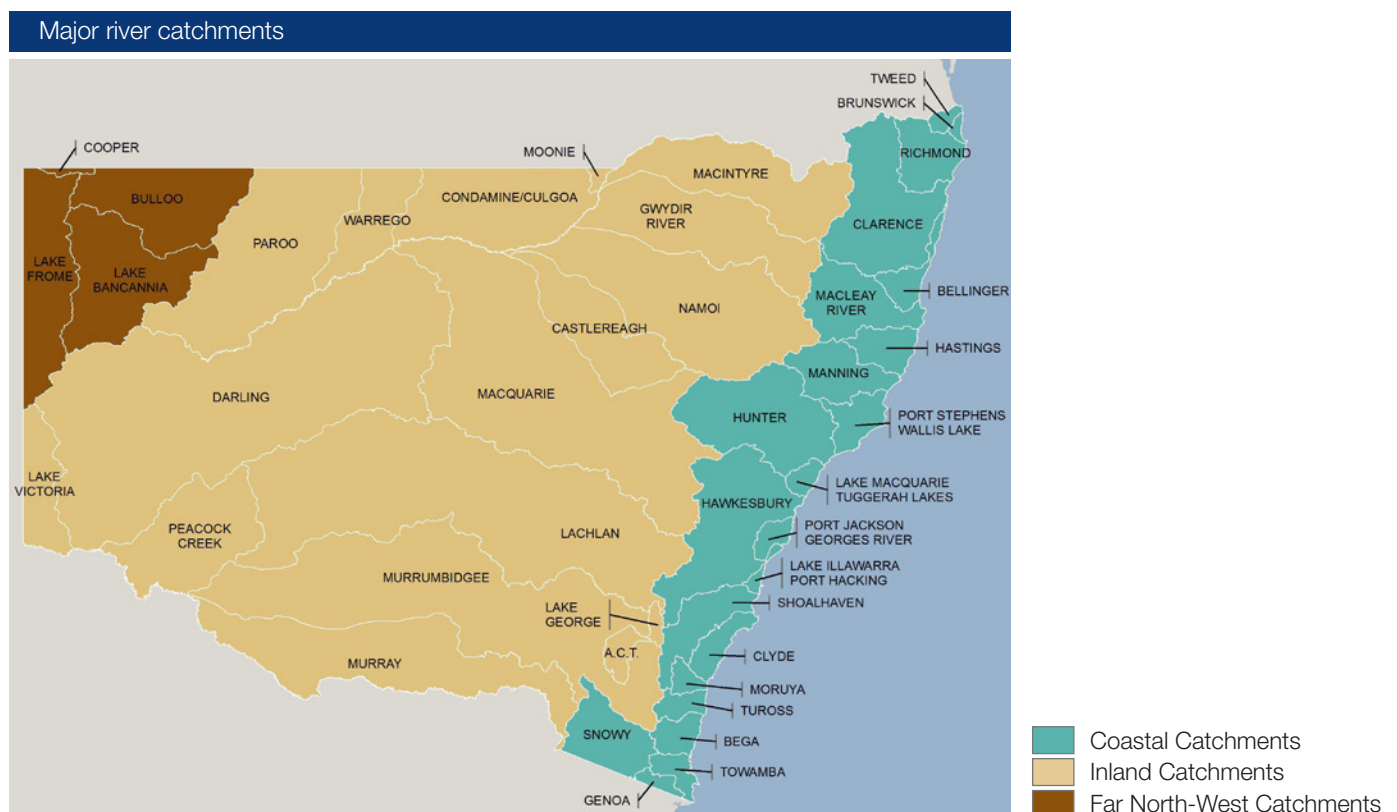 Major river catchments
TWEED
BRUNSWICK
COOPER
MOONIE
RICHMOND
MACINTYRE
BULLOO
CONDAMINE/CULGOA
GWYDIR
RIVER
WARREGO
CLARENCE
PAROO
LAKE
FROME
LAKE
BANCANNIA
BELLINGER
MACLEAY
RIVER
NAMOI
CASTLEREAGH
HASTINGS
MANNING
DARLING
MACQUARIE
HUNTER
PORT STEPHENS
WALLIS LAKE
LAKE
VICTORIA
LAKE MACQUARIE
TUGGERAH LAKES
HAWKESBURY
PEACOCK
CREEK
LACHLAN
PORT JACKSON
GEORGES RIVER
LAKE ILLAWARRA
PORT HACKING
MURRUMBIDGEE
SHOALHAVEN
LAKE
GEORGE
A.C.T.
CLYDE
MURRAY
MORUYA
TUROSS
SNOWY
BEGA
TOWAMBA
GENOA
Coastal Catchments
Inland Catchments
Far North-West Catchments